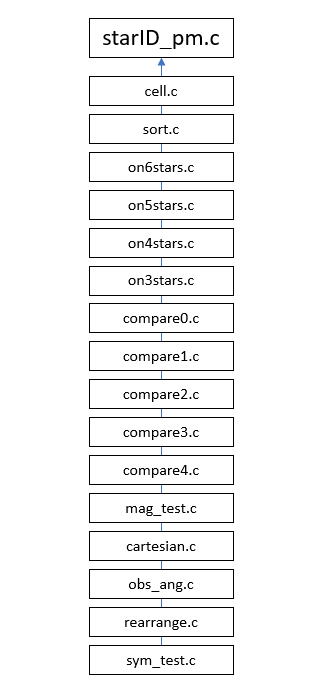 starID_pm.c
cell.c
sort.c
on6stars.c
on5stars.c
on4stars.c
on3stars.c
compare0.c
compare1.c
compare2.c
compare3.c
compare4.c
mag_test.c
cartesian.c
obs_ang.c
rearrange.c
sym_test.c